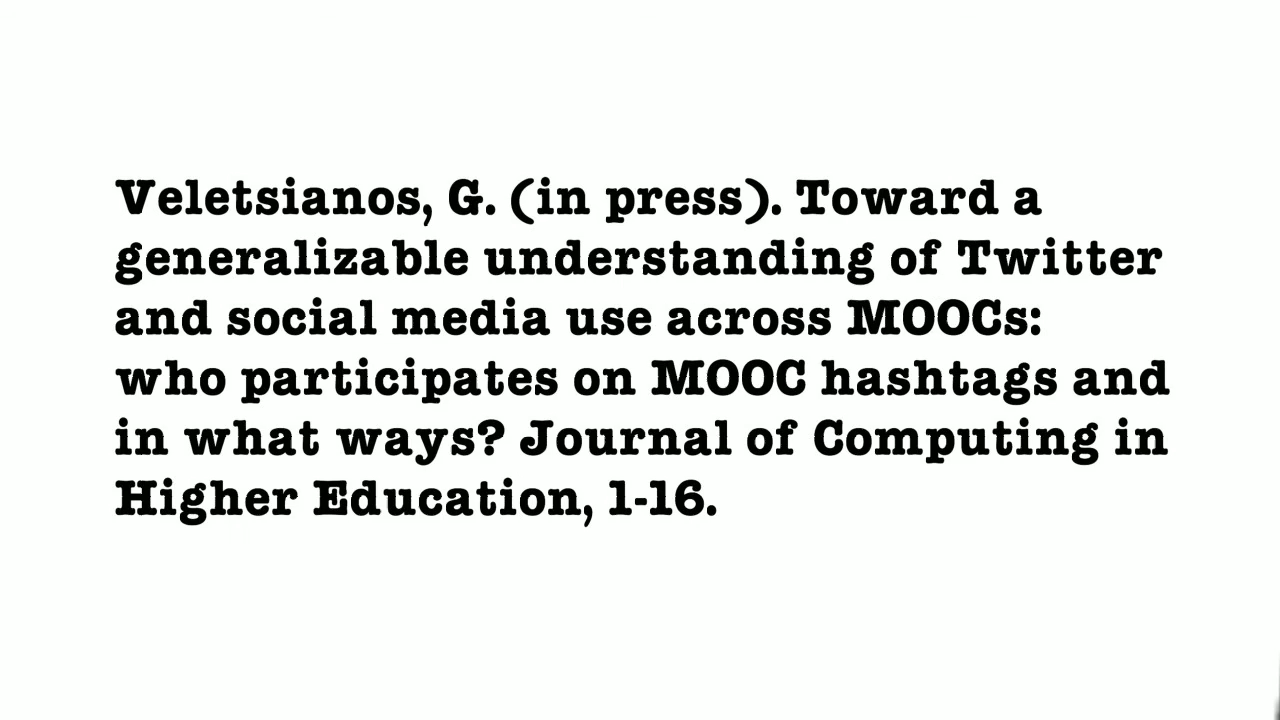 Veletsianos, G. (in press). Toward a
generalizable understanding of Twitter
and social media use across MOOCs:
who participates on MOOC hashtags and
in what ways? Journal of Computing in
Higher Education, 1-16.